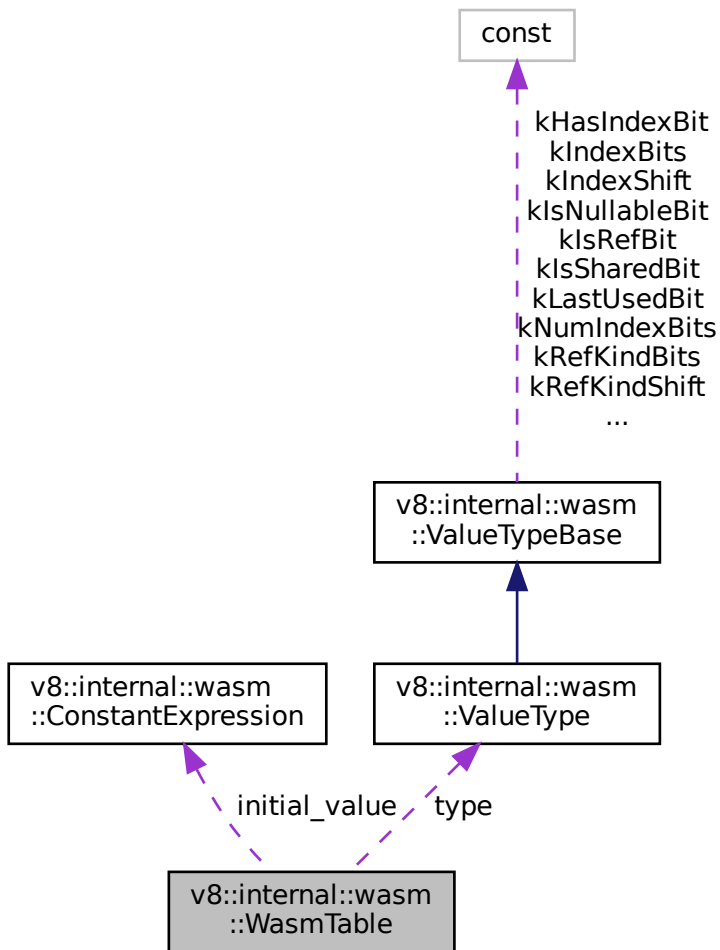 const
kHasIndexBit
kIndexBits
kIndexShift
kIsNullableBit
kIsRefBit
kIsSharedBit
kLastUsedBit
kNumIndexBits
kRefKindBits
kRefKindShift
...
v8::internal::wasm
::ValueTypeBase
v8::internal::wasm
::ConstantExpression
v8::internal::wasm
::ValueType
initial_value
type
v8::internal::wasm
::WasmTable